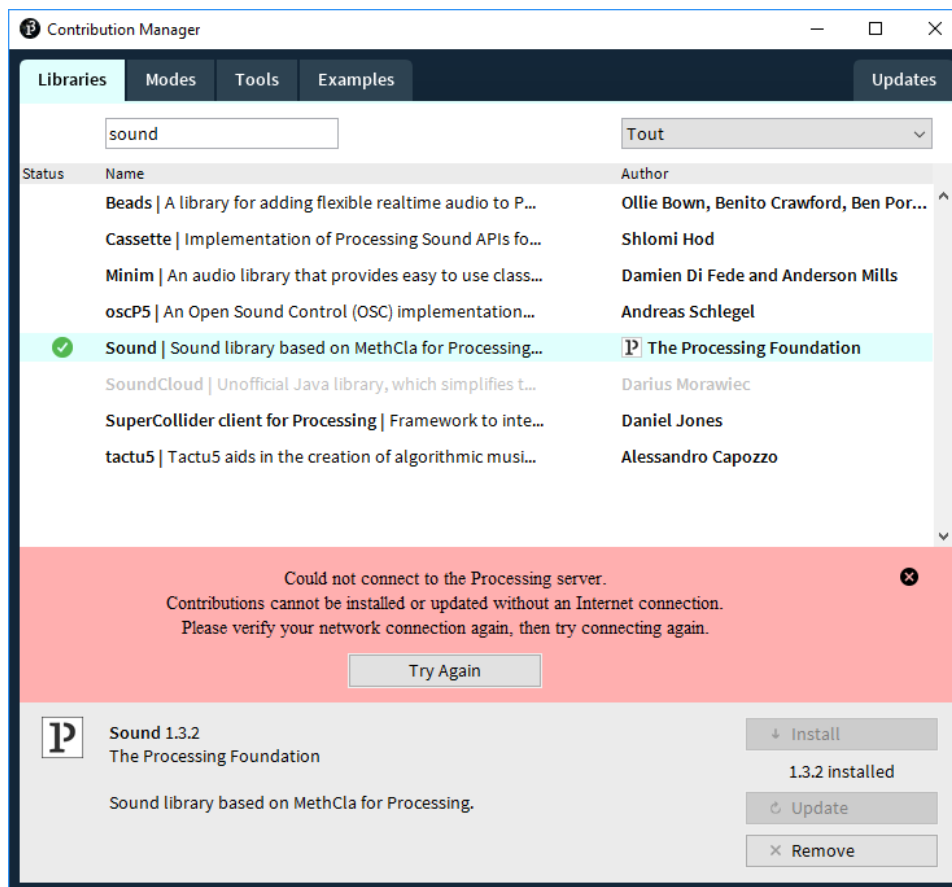 Contribution Manager
Libraries Modes Tools Examples Updates
sound Tout
Status Name Author
Beads | A library for adding flexible realtime audio to P... Ollie Bown, Benito Crawford, Ben Por...
Cassette | Implementation of Processing Sound APIs fo... Shlomi Hod
Minim | An audio library that provides easy to use class... Damien Di Fede and Anderson Mills
oscP5 | An Open Sound Control (OSC) implementation... Andreas Schlegel
Sound | Sound library based on MethCla for Processing... The Processing Foundation
SoundCloud | Unofficial Java library, which simplifies t... Darius Morawiec
SuperCollider client for Processing | Framework to inte... Daniel Jones
tactu5 | Tactu5 aids in the creation of algorithmic musi... Alessandro Capozzo
Could not connect to the Processing server.
Contributions cannot be installed or updated without an Internet connection.
Please verify your network connection again, then try connecting again.
Try Again
Sound 1.3.2
The Processing Foundation
Sound library based on MethCla for Processing.
Install
1.3.2 installed
Update
Remove